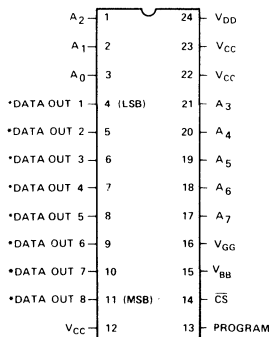 A2 1 24 VDD
A1 2 23 VCC
A0 3 22 VCC
*DATA OUT 1 4 (LSB) 21 A3
*DATA OUT 2 5 20 A4
*DATA OUT 3 6 19 A5
*DATA OUT 4 7 18 A6
*DATA OUT 5 8 17 A7
*DATA OUT 6 9 16 VGG
*DATA OUT 7 10 15 VBB
*DATA OUT 8 11 (MSB) 14 C̅S̅
VCC 12 13 PROGRAM